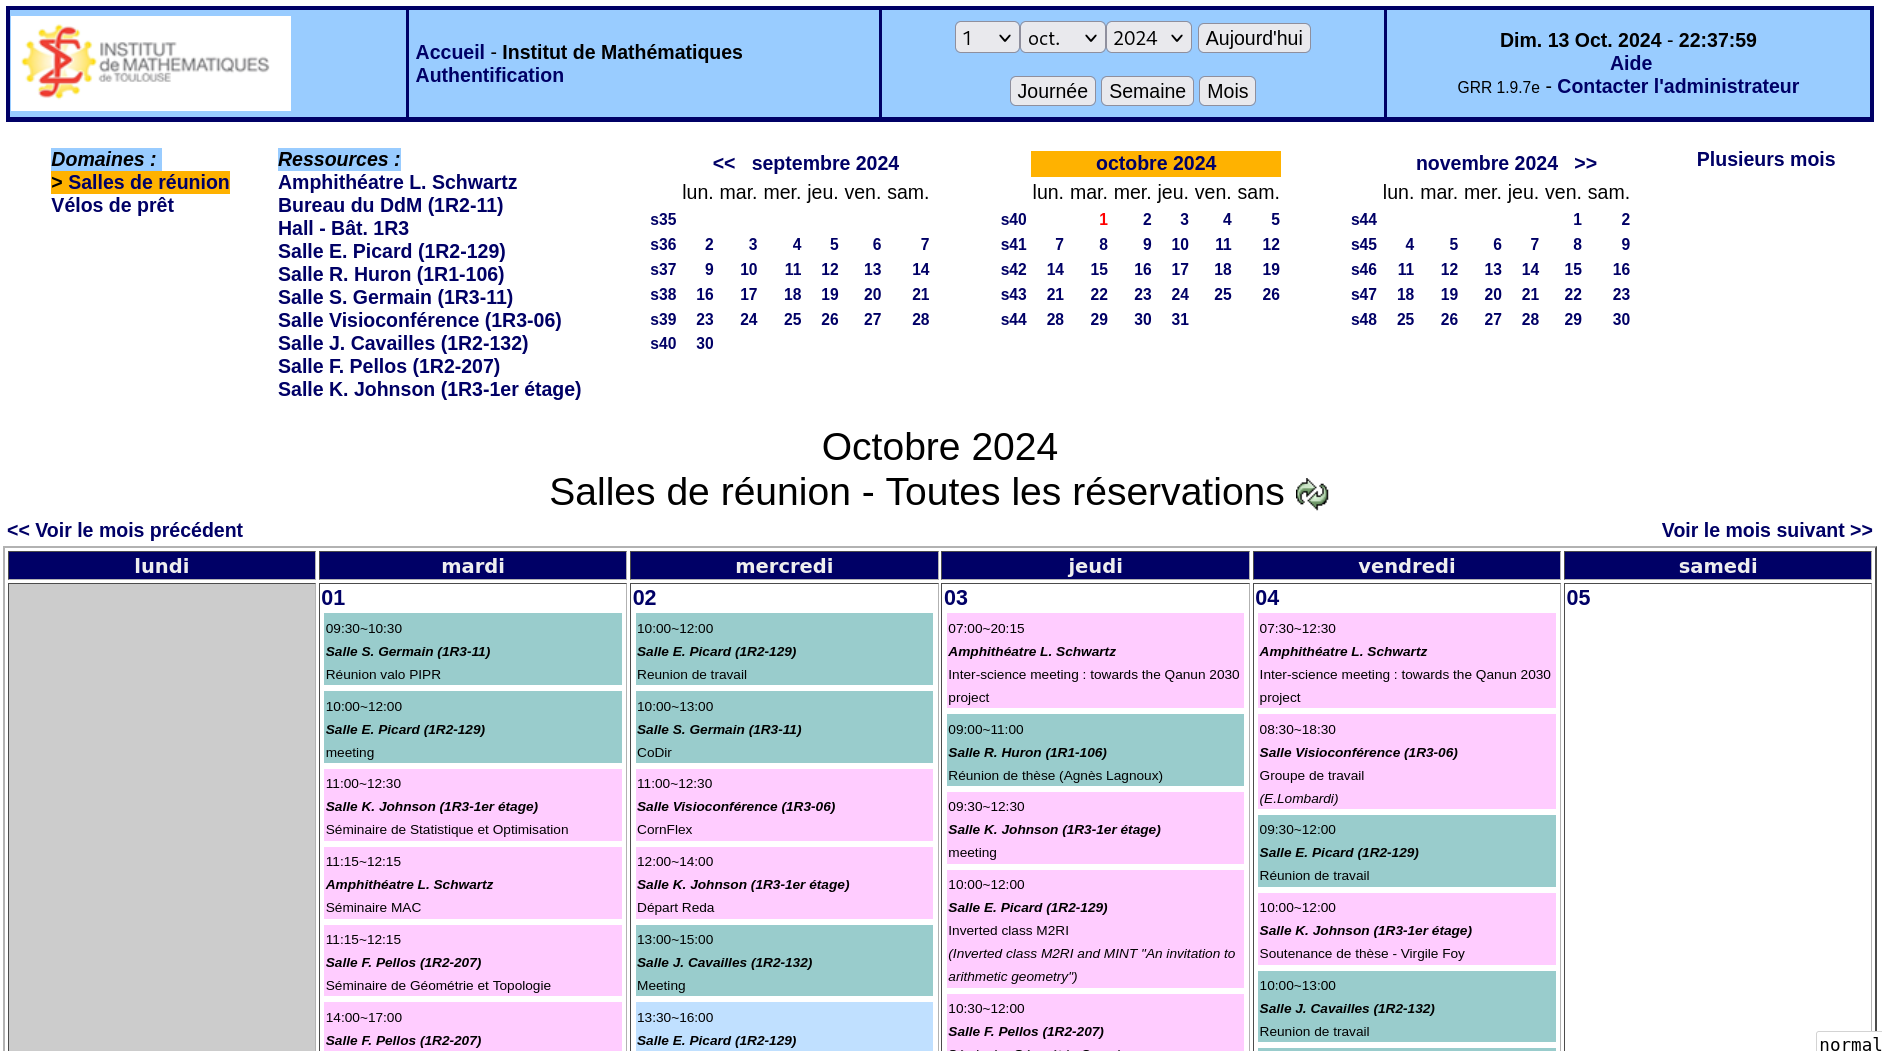 INSTITUT
de MATHEMATIQUES
de TOULOUSE
Accueil - Institut de Mathématiques
Authentification
1 oct. 2024 Aujourd'hui
Journée Semaine Mois
Dim. 13 Oct. 2024 - 22:37:59
Aide
GRR 1.9.7e - Contacter l'administrateur
Domaines :
> Salles de réunion
Vélos de prêt
Ressources :
Amphithéatre L. Schwartz
Bureau du DdM (1R2-11)
Hall - Bât. 1R3
Salle E. Picard (1R2-129)
Salle R. Huron (1R1-106)
Salle S. Germain (1R3-11)
Salle Visioconférence (1R3-06)
Salle J. Cavailles (1R2-132)
Salle F. Pellos (1R2-207)
Salle K. Johnson (1R3-1er étage)
<< septembre 2024
lun. mar. mer. jeu. ven. sam.
s35
s36 2 3 4 5 6 7
s37 9 10 11 12 13 14
s38 16 17 18 19 20 21
s39 23 24 25 26 27 28
s40 30
octobre 2024
lun. mar. mer. jeu. ven. sam.
s40 1 2 3 4 5
s41 7 8 9 10 11 12
s42 14 15 16 17 18 19
s43 21 22 23 24 25 26
s44 28 29 30 31
novembre 2024 >>
lun. mar. mer. jeu. ven. sam.
s44 1 2
s45 4 5 6 7 8 9
s46 11 12 13 14 15 16
s47 18 19 20 21 22 23
s48 25 26 27 28 29 30
Plusieurs mois
Octobre 2024
Salles de réunion - Toutes les réservations
<< Voir le mois précédent
Voir le mois suivant >>
lundi mardi mercredi jeudi vendredi samedi
01
09:30~10:30
Salle S. Germain (1R3-11)
Réunion valo PIPR
10:00~12:00
Salle E. Picard (1R2-129)
meeting
11:00~12:30
Salle K. Johnson (1R3-1er étage)
Séminaire de Statistique et Optimisation
11:15~12:15
Amphithéatre L. Schwartz
Séminaire MAC
11:15~12:15
Salle F. Pellos (1R2-207)
Séminaire de Géométrie et Topologie
14:00~17:00
Salle F. Pellos (1R2-207)
02
10:00~12:00
Salle E. Picard (1R2-129)
Reunion de travail
10:00~13:00
Salle S. Germain (1R3-11)
CoDir
11:00~12:30
Salle Visioconférence (1R3-06)
CornFlex
12:00~14:00
Salle K. Johnson (1R3-1er étage)
Départ Reda
13:00~15:00
Salle J. Cavailles (1R2-132)
Meeting
13:30~16:00
Salle E. Picard (1R2-129)
03
07:00~20:15
Amphithéatre L. Schwartz
Inter-science meeting : towards the Qanun 2030
project
09:00~11:00
Salle R. Huron (1R1-106)
Réunion de thèse (Agnès Lagnoux)
09:30~12:30
Salle K. Johnson (1R3-1er étage)
meeting
10:00~12:00
Salle E. Picard (1R2-129)
Inverted class M2RI
(Inverted class M2RI and MINT "An invitation to
arithmetic geometry")
10:30~12:00
Salle F. Pellos (1R2-207)
04
07:30~12:30
Amphithéatre L. Schwartz
Inter-science meeting : towards the Qanun 2030
project
08:30~18:30
Salle Visioconférence (1R3-06)
Groupe de travail
(E.Lombardi)
09:30~12:00
Salle E. Picard (1R2-129)
Réunion de travail
10:00~12:00
Salle K. Johnson (1R3-1er étage)
Soutenance de thèse - Virgile Foy
10:00~13:00
Salle J. Cavailles (1R2-132)
Reunion de travail
05
normal